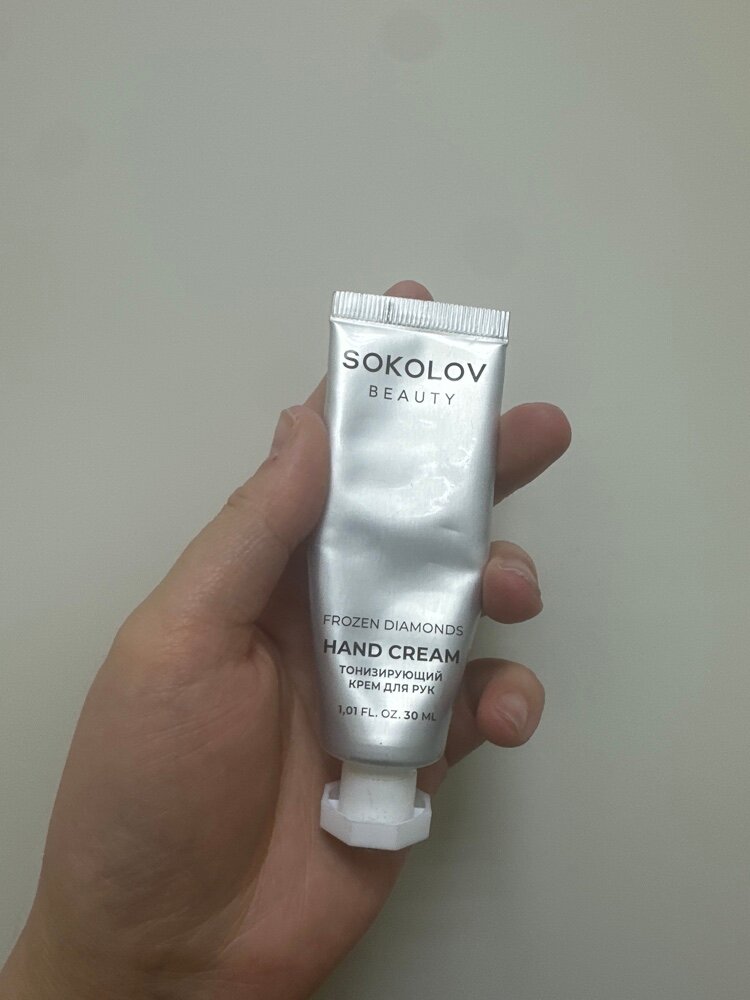 SOKOLOV
BEAUTY
FROZEN DIAMONDS
HAND CREAM
ТОНИЗИРУЮЩИЙ
КРЕМ ДЛЯ РУК
1,01 FL. OZ. 30 ML